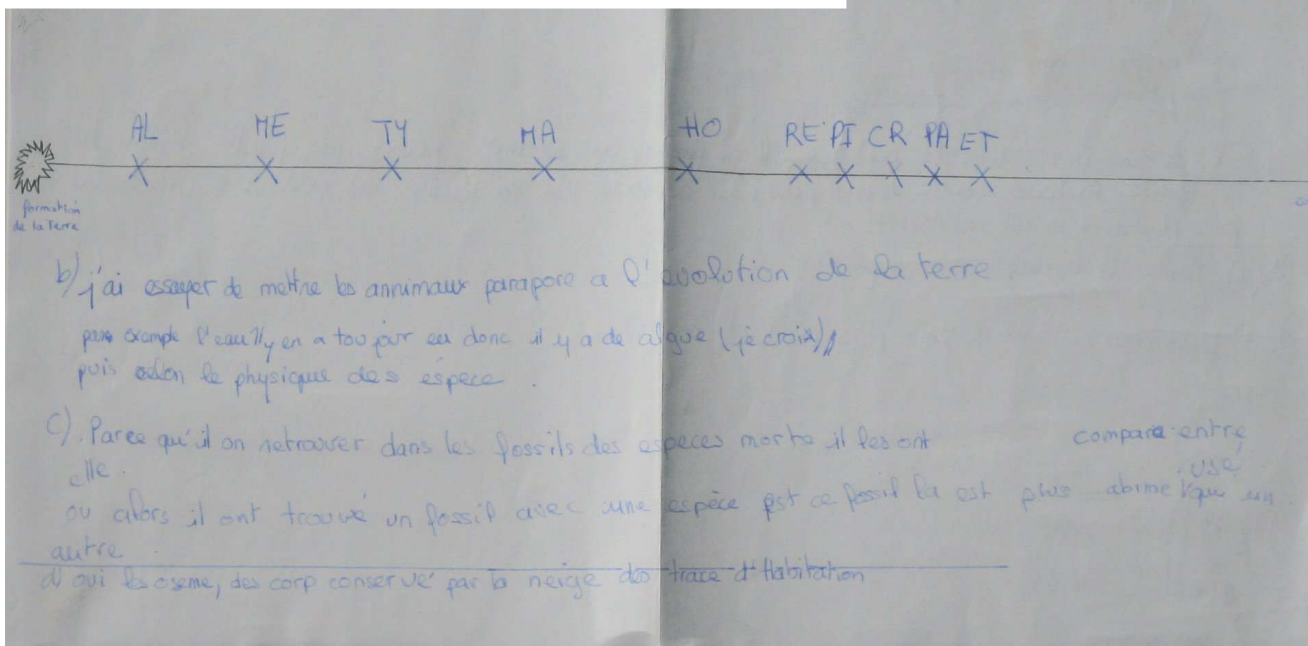 AL ME TY MA HO RE PI CR PA ET
formation
de la Terre
b) j'ai essayer de mettre les annimaux parapore a l'evolution de la terre
par example l'eau il y en a toujour eu donc il y a de algue (je crois)
puis selon le physique des espece.
c). Parce qu'il on retrouver dans les fossils des especes morte il les ont compare entre
elle.
ou alors il ont trouvé un fossil avec une espèce est ce fossil la est plus abimé usé que un
autre.
d oui les oseme, des corp conservé par la neige des trace d'Habitation